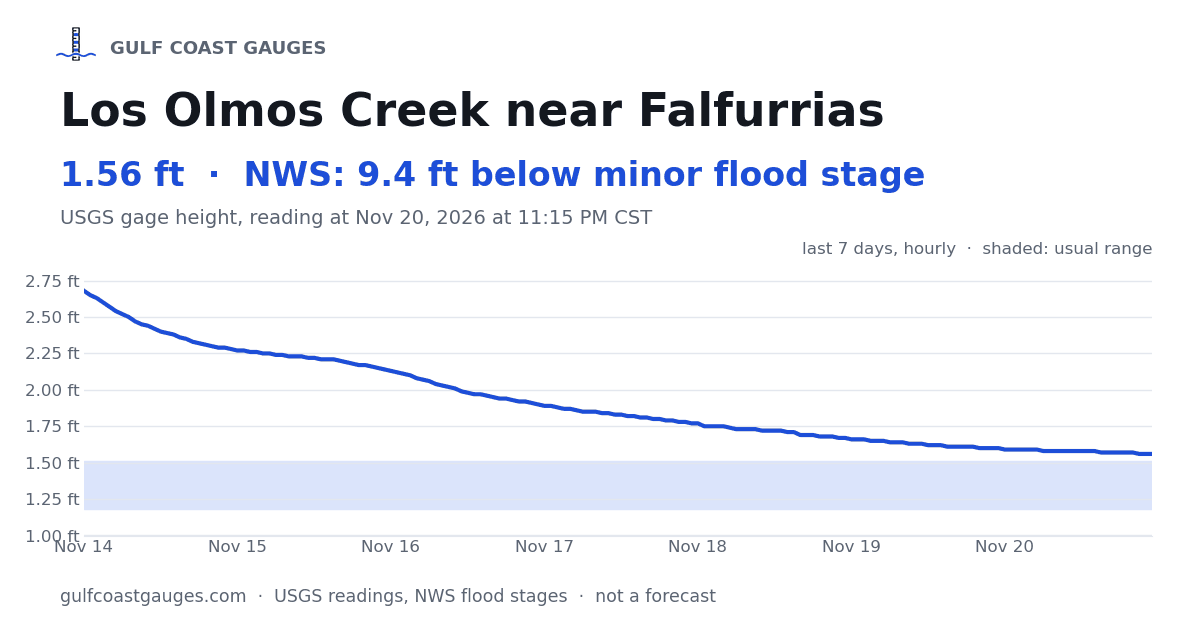 GULF COAST GAUGES
Los Olmos Creek near Falfurrias
1.56 ft · NWS: 9.4 ft below minor flood stage
USGS gage height, reading at Nov 20, 2026 at 11:15 PM CST
last 7 days, hourly · shaded: usual range
2.75 ft
2.50 ft
2.25 ft
2.00 ft
1.75 ft
1.50 ft
1.25 ft
1.00 ft
Nov 14 Nov 15 Nov 16 Nov 17 Nov 18 Nov 19 Nov 20
gulfcoastgauges.com · USGS readings, NWS flood stages · not a forecast